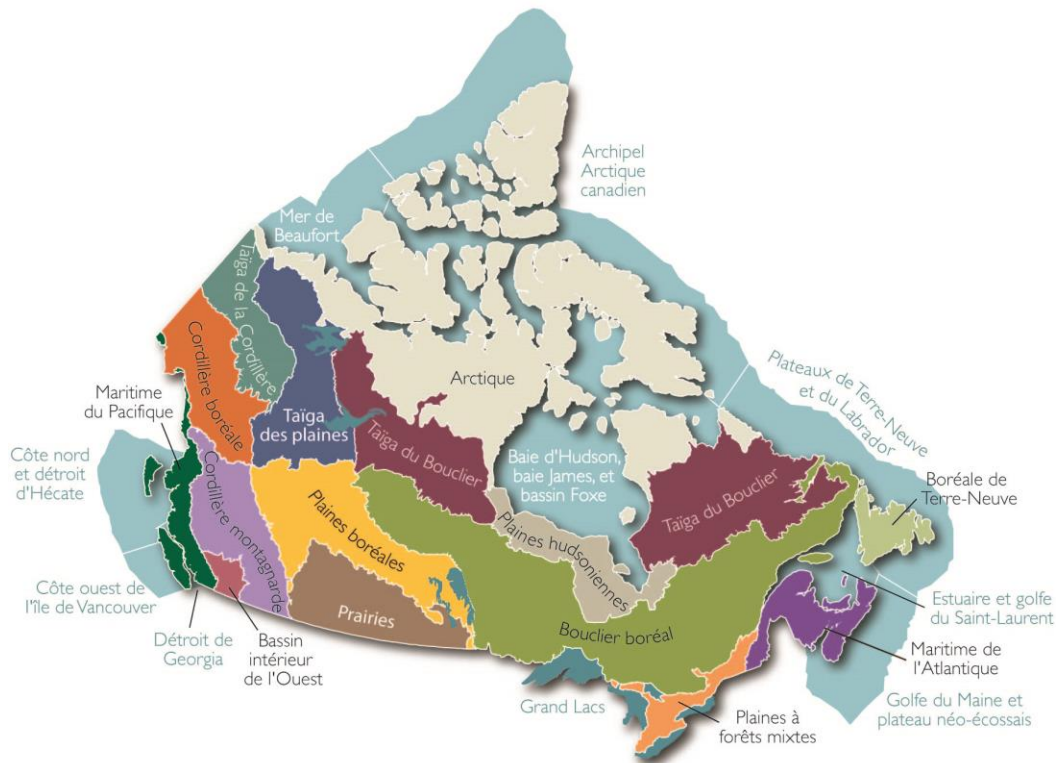 Archipel
Arctique
canadien
Mer de
Beaufort
Taïga de la Cordillère
Cordillère boréale
Maritime
du Pacifique
Taïga
des plaines
Arctique
Taïga du Bouclier
Plateaux de Terre-Neuve
et du Labrador
Côte nord
et détroit
d'Hécate
Cordillère montagnarde
Plaines boréales
Baie d'Hudson,
baie James, et
bassin Foxe
Taïga du Bouclier
Boréale de
Terre-Neuve
Plaines hudsoniennes
Côte ouest de
l'île de Vancouver
Prairies
Bouclier boréal
Estuaire et golfe
du Saint-Laurent
Détroit de
Georgia
Bassin
intérieur
de l'Ouest
Maritime de
l'Atlantique
Grand Lacs
Plaines à
forêts mixtes
Golfe du Maine et
plateau néo-écossais